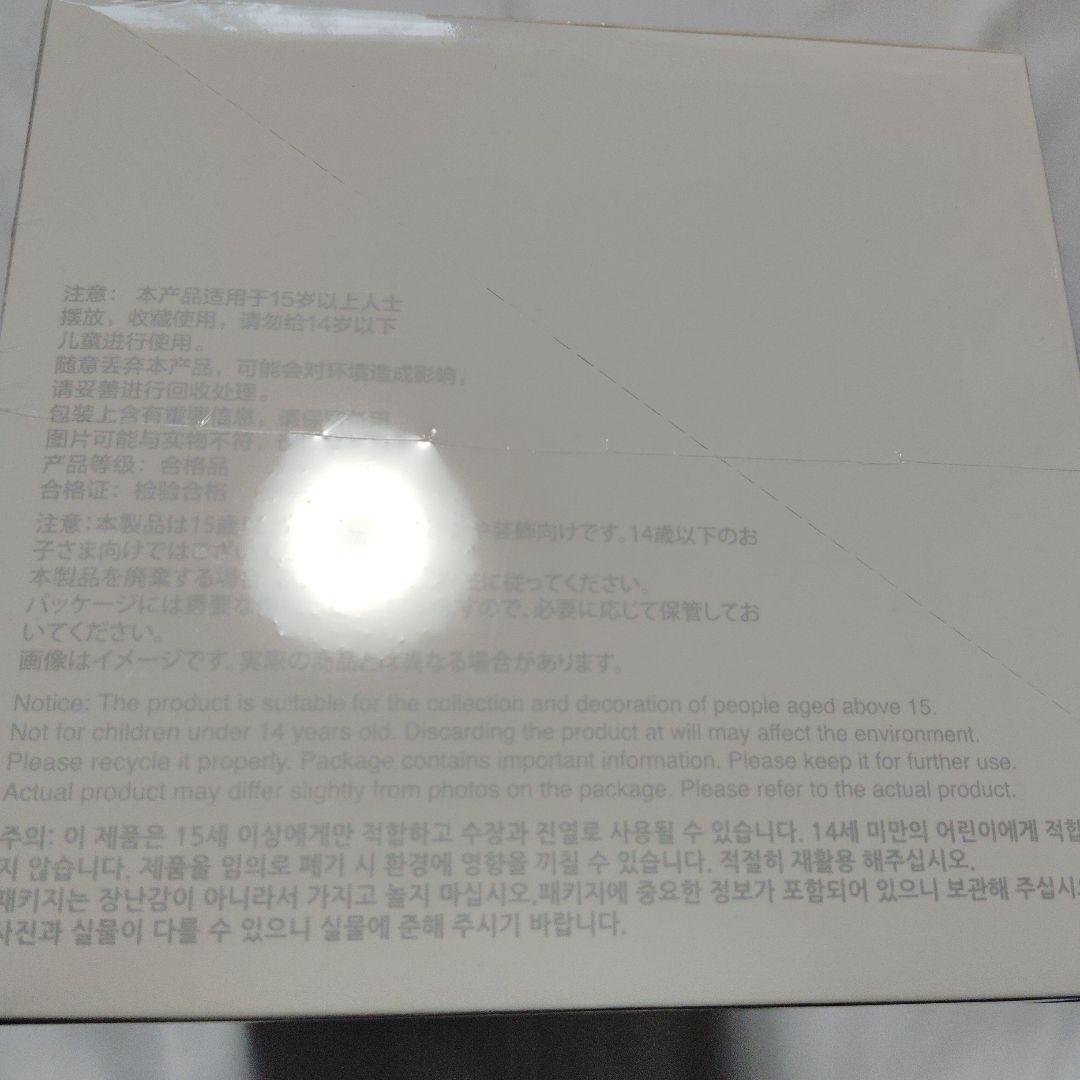 注意： 本产品适用于15岁以上人士
摆放，收藏使用，请勿给14岁以下
儿童进行使用。
随意丢弃本产品，可能会对环境造成影响，
请妥善进行回收处理。
包装上含有重要信息，请保
图片可能与实物不符，
产品等级：合格品
合格证：检验合格
注意:本製品は15歳 装飾向けです。14歳以下のお
子さま向けではござい
本製品を廃棄する場 に従ってください。
パッケージには重要な ますので、必要に応じて保管してお
いてください。
画像はイメージです。実際の商品とは異なる場合があります。
Notice: The product is suitable for the collection and decoration of people aged above 15.
Not for children under 14 years old. Discarding the product at will may affect the environment.
Please recycle it properly. Package contains important information. Please keep it for further use.
Actual product may differ slightly from photos on the package. Please refer to the actual product.
주의: 이 제품은 15세 이상에게만 적합하고 수장과 진열로 사용될 수 있습니다. 14세 미만의 어린이에게 적합
지 않습니다. 제품을 임의로 폐기 시 환경에 영향을 끼칠 수 있습니다. 적절히 재활용 해주십시오.
패키지는 장난감이 아니라서 가지고 놀지 마십시오.패키지에 중요한 정보가 포함되어 있으니 보관해 주십시오
사진과 실물이 다를 수 있으니 실물에 준해 주시기 바랍니다.